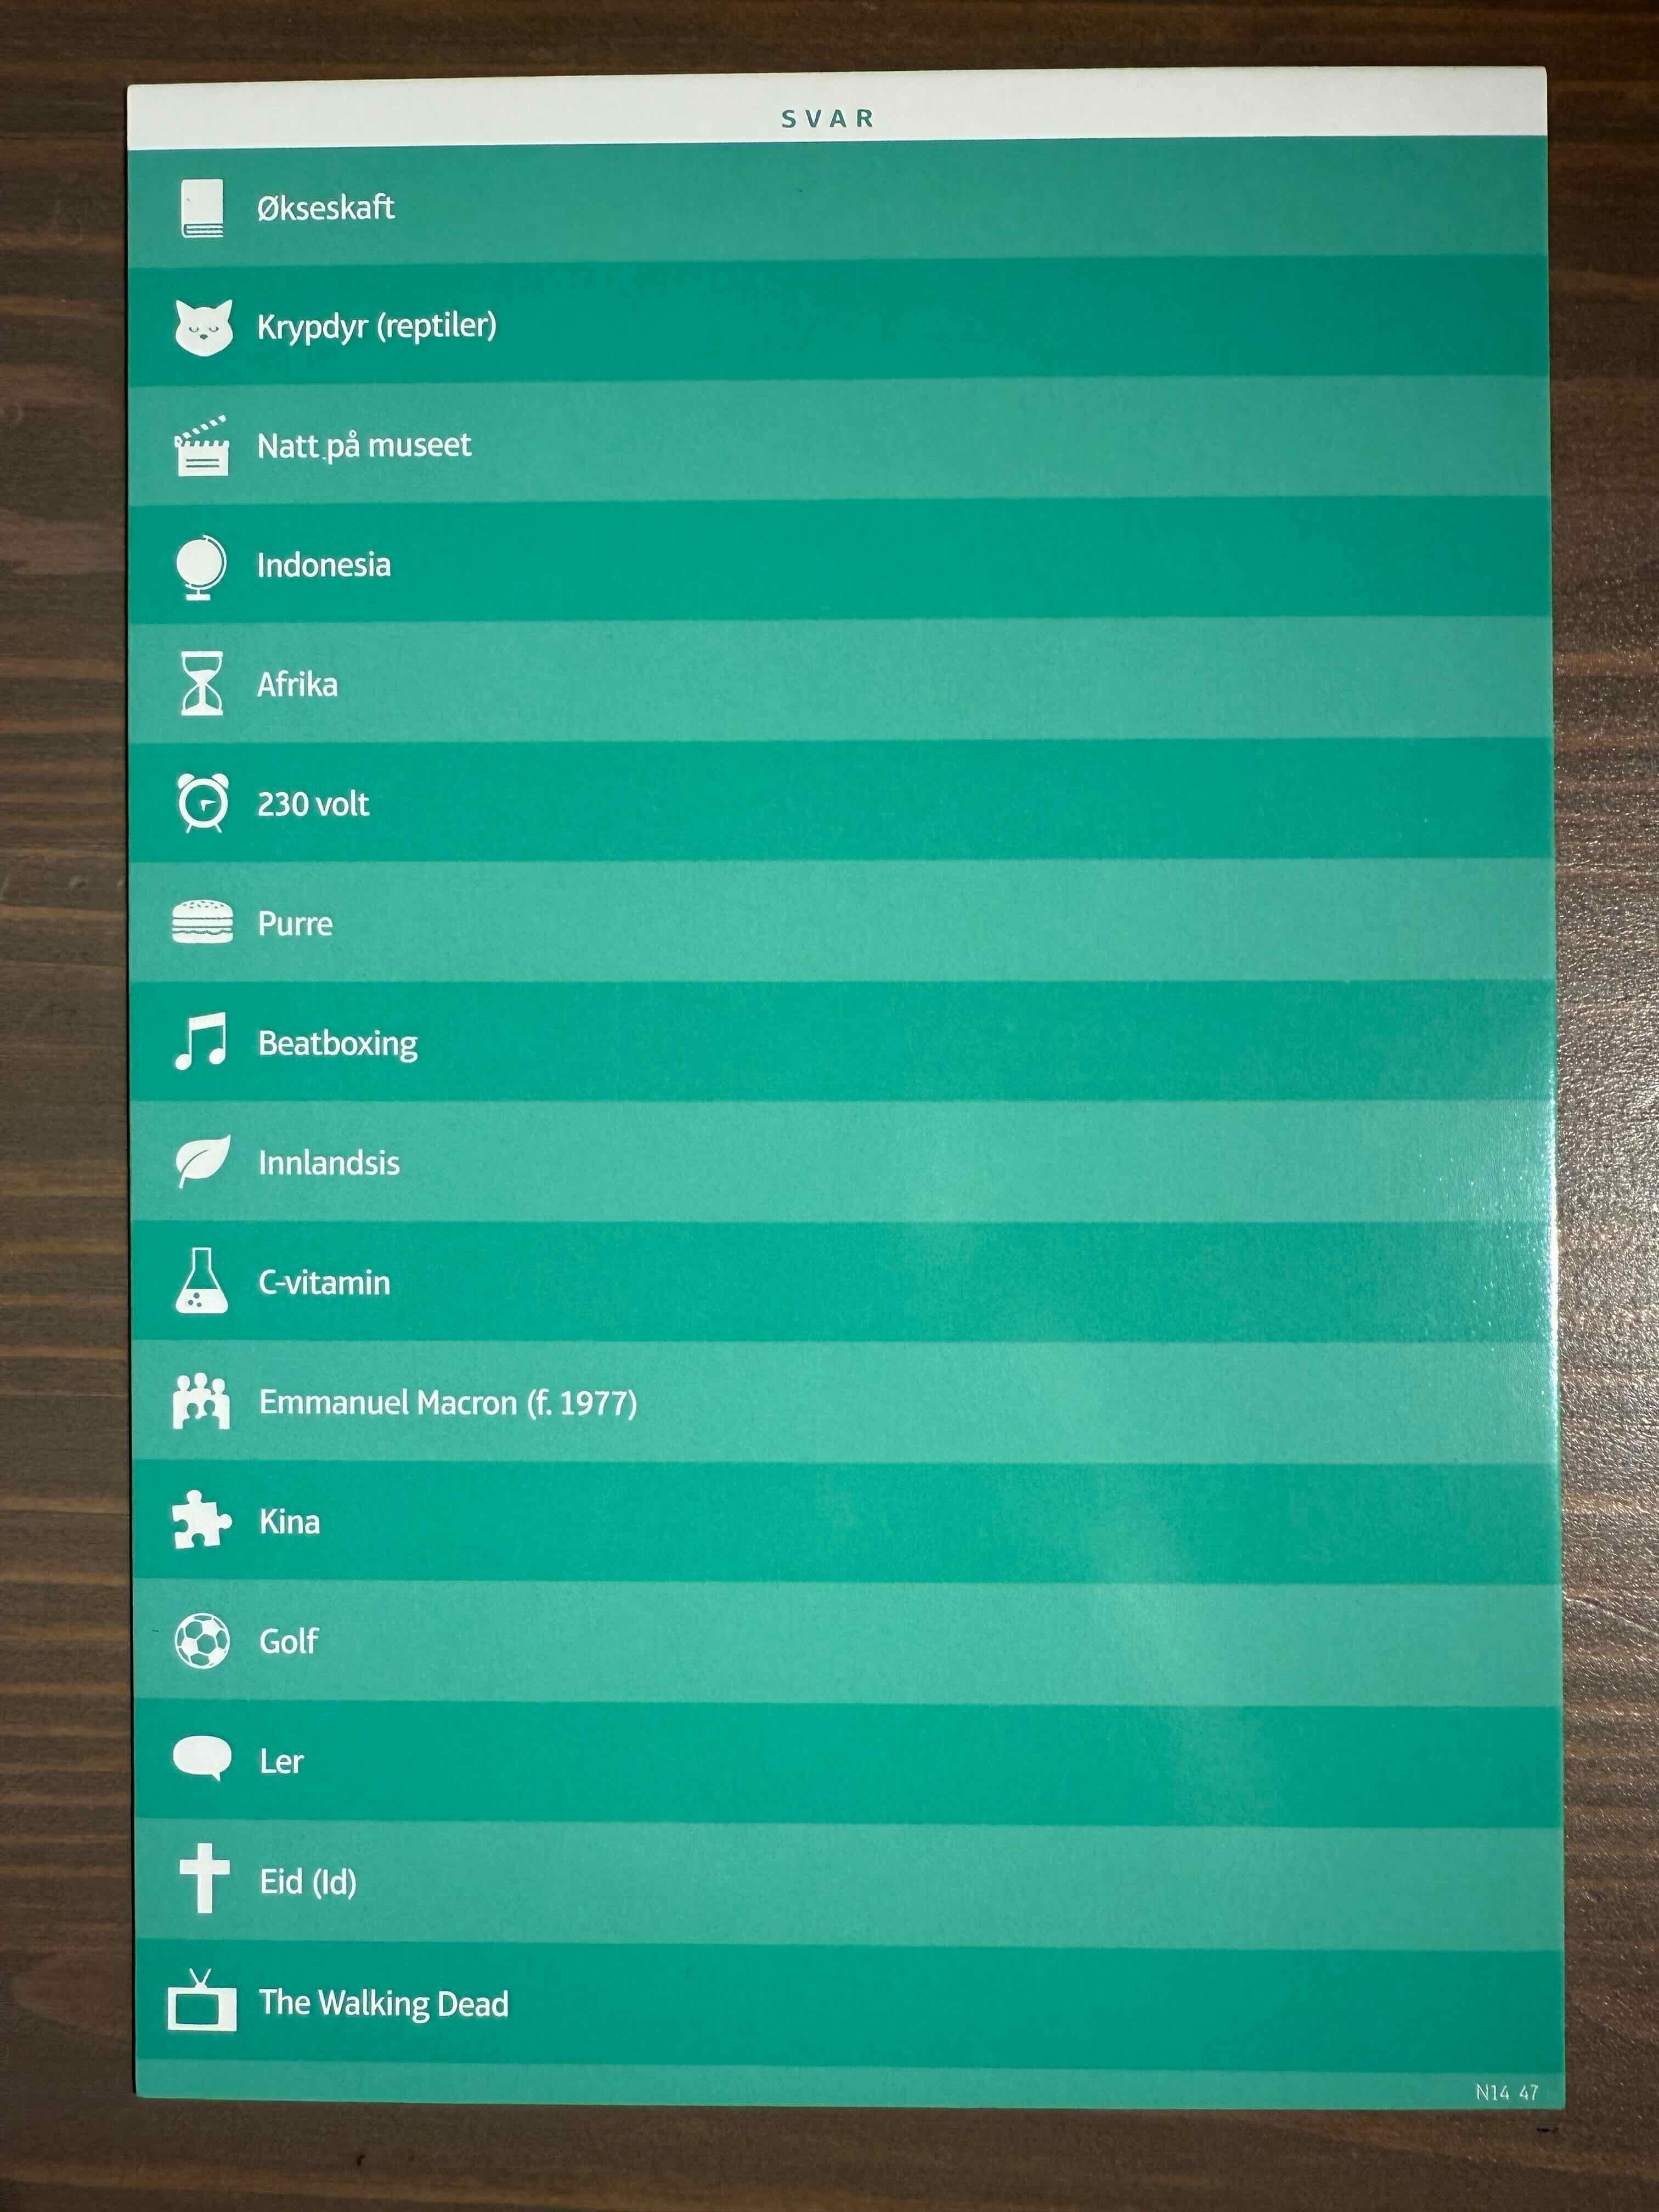 SVAR
Økseskaft
Krypdyr (reptiler)
Natt på museet
Indonesia
Afrika
230 volt
Purre
Beatboxing
Innlandsis
C-vitamin
Emmanuel Macron (f. 1977)
Kina
Golf
Ler
Eid (Id)
The Walking Dead
N14 47